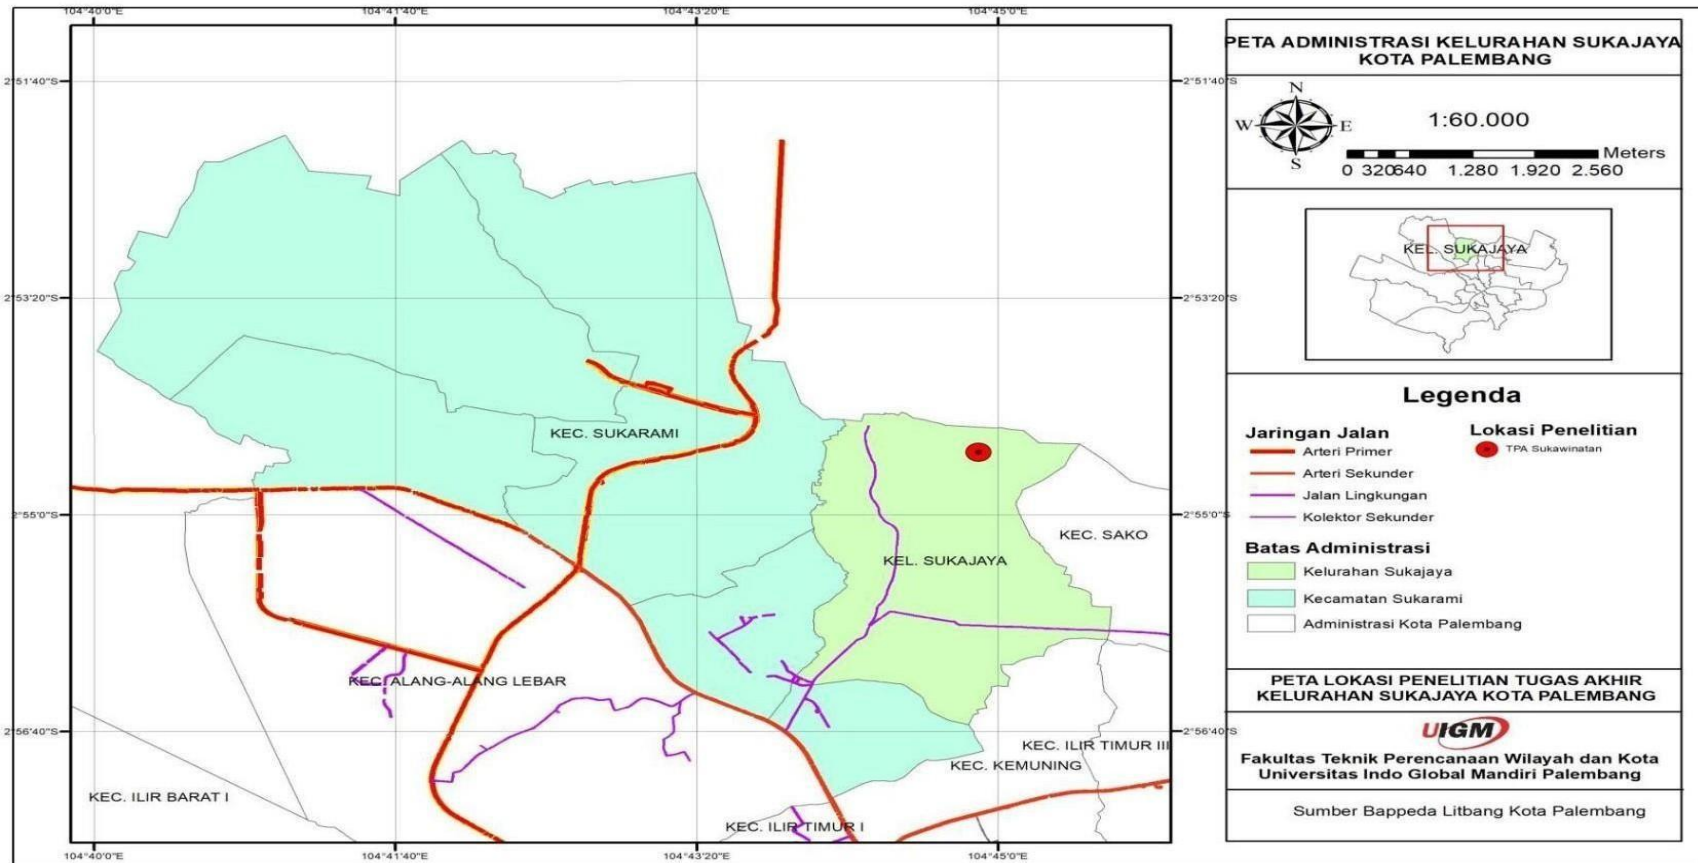 104°40'0"E
104°41'40"E
104°43'20"E
104°45'0"E
2°51'40"S
2°51'40"S
2°53'20"S
2°53'20"S
KEC. SUKARAMI
2°55'0"S
2°55'0"S
KEC. SAKO
KEL. SUKAJAYA
KEC. ALANG-ALANG LEBAR
2°56'40"S
2°56'40"S
KEC. ILIR TIMUR III
KEC. KEMUNING
KEC. ILIR BARAT I
KEC. ILIR TIMUR I
104°40'0"E
104°41'40"E
104°43'20"E
104°45'0"E
PETA ADMINISTRASI KELURAHAN SUKAJAYA
KOTA PALEMBANG
N
W
E
S
1:60.000
Meters
0 320 640 1.280 1.920 2.560
KEL. SUKAJAYA
Legenda
Jaringan Jalan
Arteri Primer
Arteri Sekunder
Jalan Lingkungan
Kolektor Sekunder
Lokasi Penelitian
TPA Sukawinatan
Batas Administrasi
Kelurahan Sukajaya
Kecamatan Sukarami
Administrasi Kota Palembang
PETA LOKASI PENELITIAN TUGAS AKHIR
KELURAHAN SUKAJAYA KOTA PALEMBANG
UIGM
Fakultas Teknik Perencanaan Wilayah dan Kota
Universitas Indo Global Mandiri Palembang
Sumber Bappeda Litbang Kota Palembang